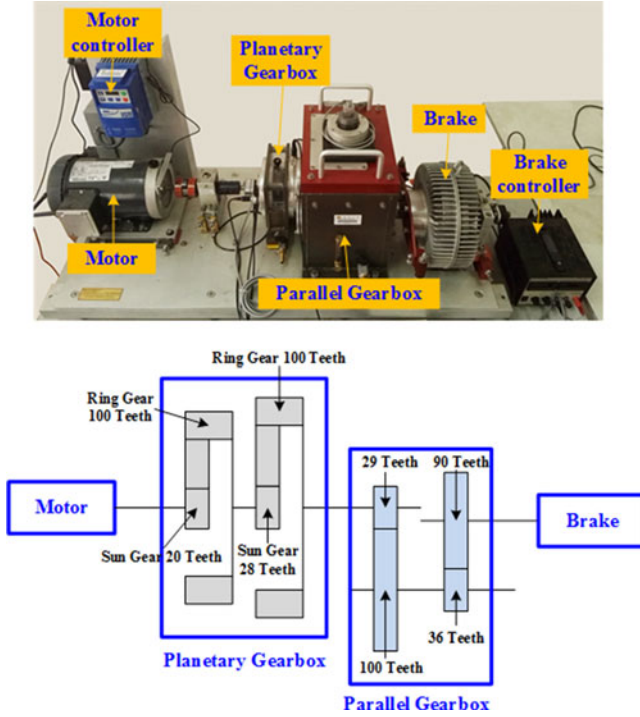 Motor
controller
Planetary
Gearbox
Brake
Brake
controller
Motor
Parallel Gearbox
Ring Gear 100 Teeth
Ring Gear
100 Teeth
29 Teeth
90 Teeth
Motor
Brake
Sun Gear 20 Teeth
Sun Gear
28 Teeth
36 Teeth
100 Teeth
Planetary Gearbox
Parallel Gearbox